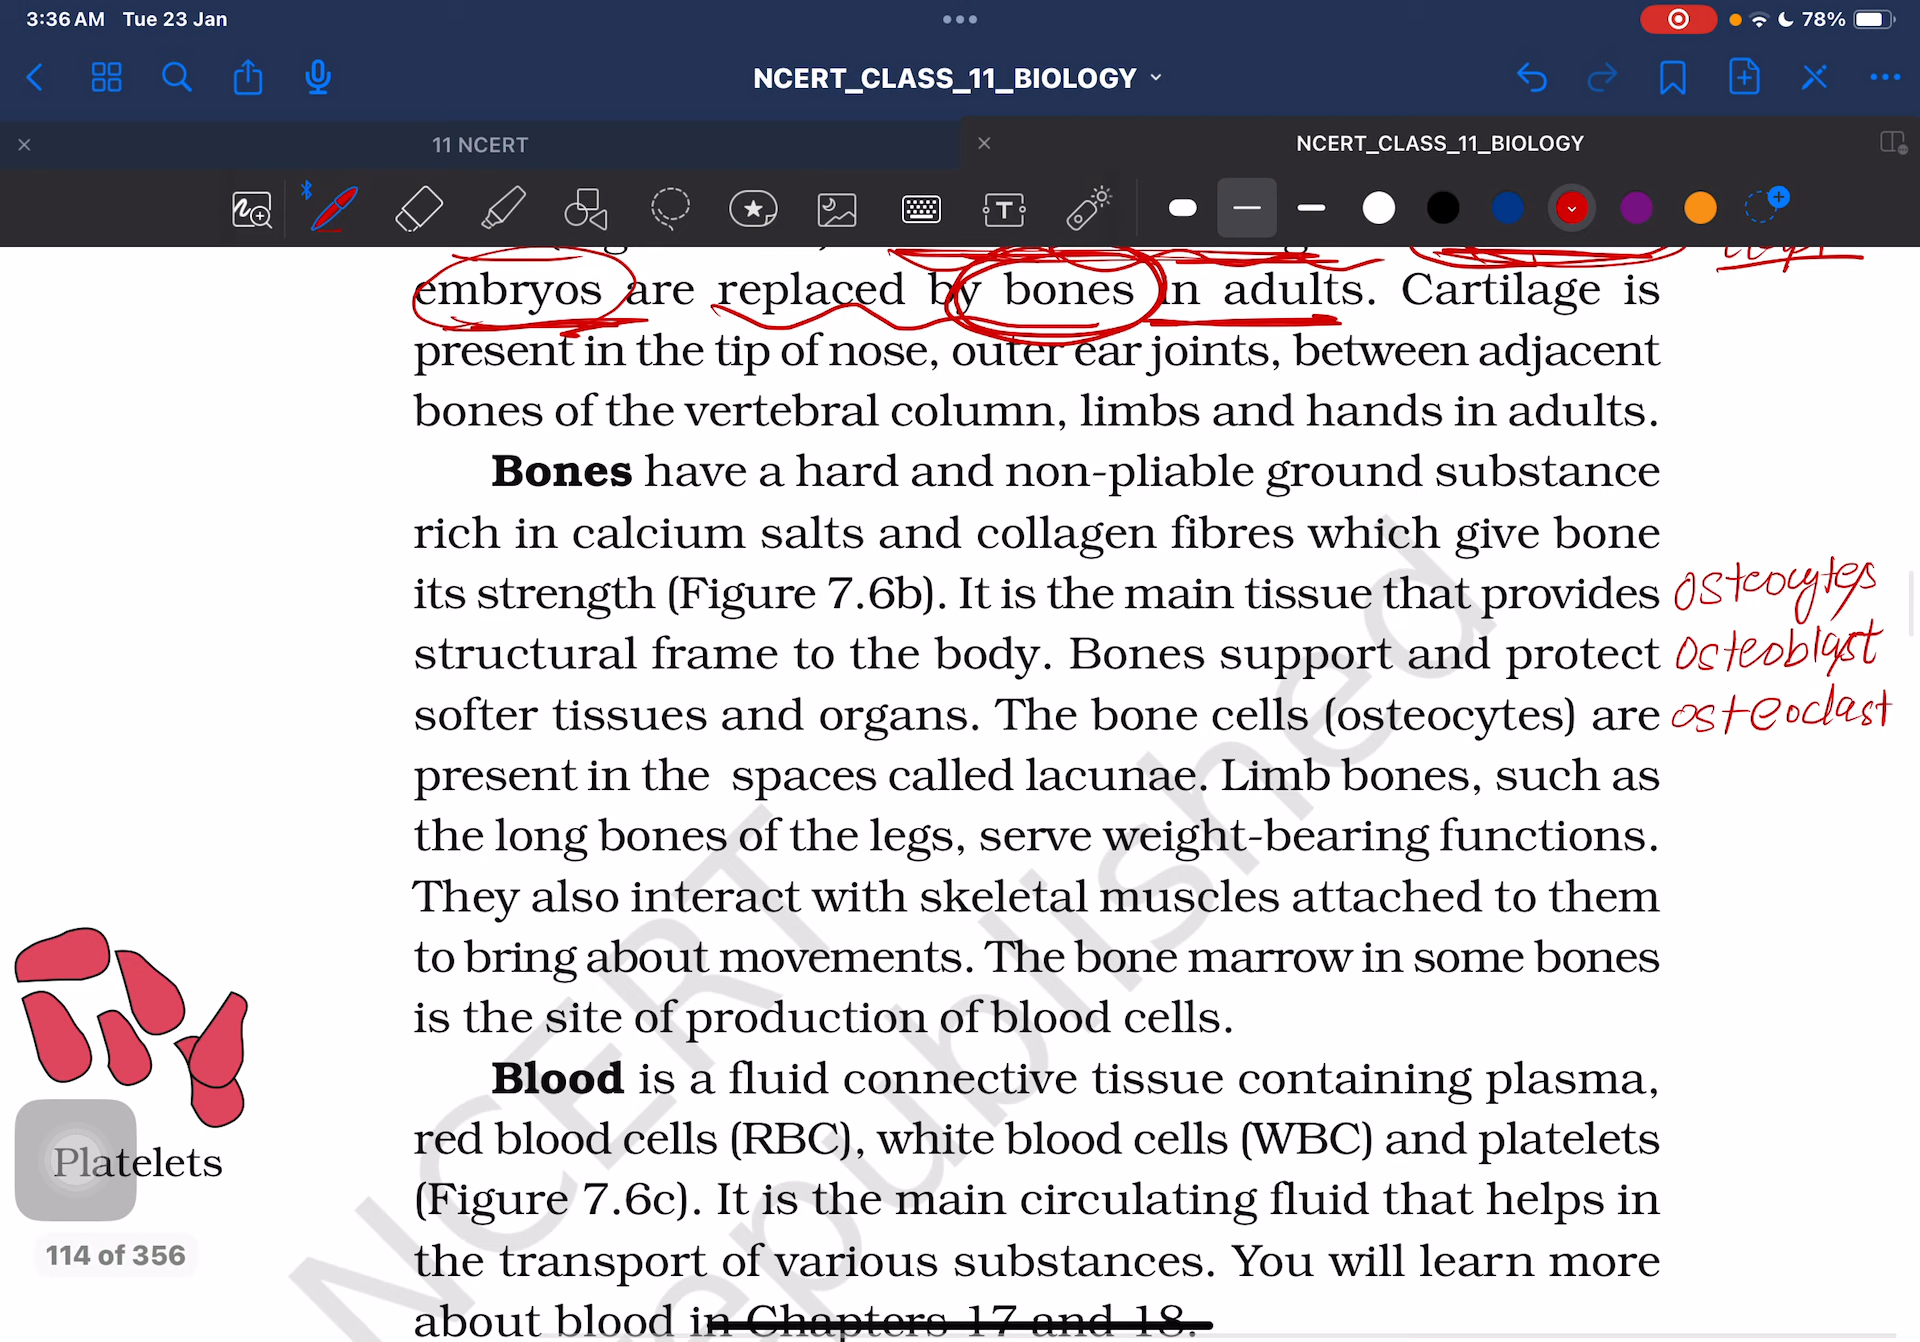 3:36 AM Tue 23 Jan
78%
NCERT_CLASS_11_BIOLOGY
11 NCERT
NCERT_CLASS_11_BIOLOGY
embryos are replaced by bones in adults. Cartilage is
present in the tip of nose, outer ear joints, between adjacent
bones of the vertebral column, limbs and hands in adults.
Bones have a hard and non-pliable ground substance
rich in calcium salts and collagen fibres which give bone
its strength (Figure 7.6b). It is the main tissue that provides osteocytes
structural frame to the body. Bones support and protect osteoblast
softer tissues and organs. The bone cells (osteocytes) are osteoclast
present in the spaces called lacunae. Limb bones, such as
the long bones of the legs, serve weight-bearing functions.
They also interact with skeletal muscles attached to them
to bring about movements. The bone marrow in some bones
is the site of production of blood cells.
Blood is a fluid connective tissue containing plasma,
red blood cells (RBC), white blood cells (WBC) and platelets
(Figure 7.6c). It is the main circulating fluid that helps in
the transport of various substances. You will learn more
about blood in Chapters 17 and 18.
Platelets
114 of 356
NCERT
republished